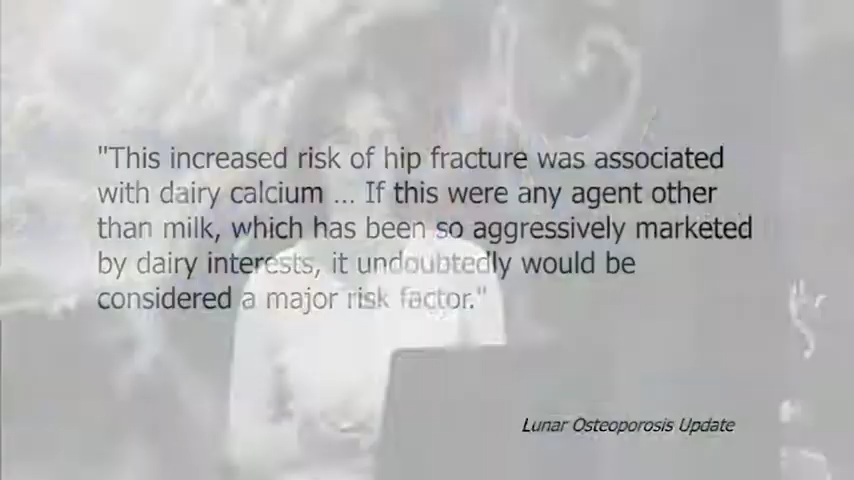 "This increased risk of hip fracture was associated
with dairy calcium ... If this were any agent other
than milk, which has been so aggressively marketed
by dairy interests, it undoubtedly would be
considered a major risk factor."
Lunar Osteoporosis Update